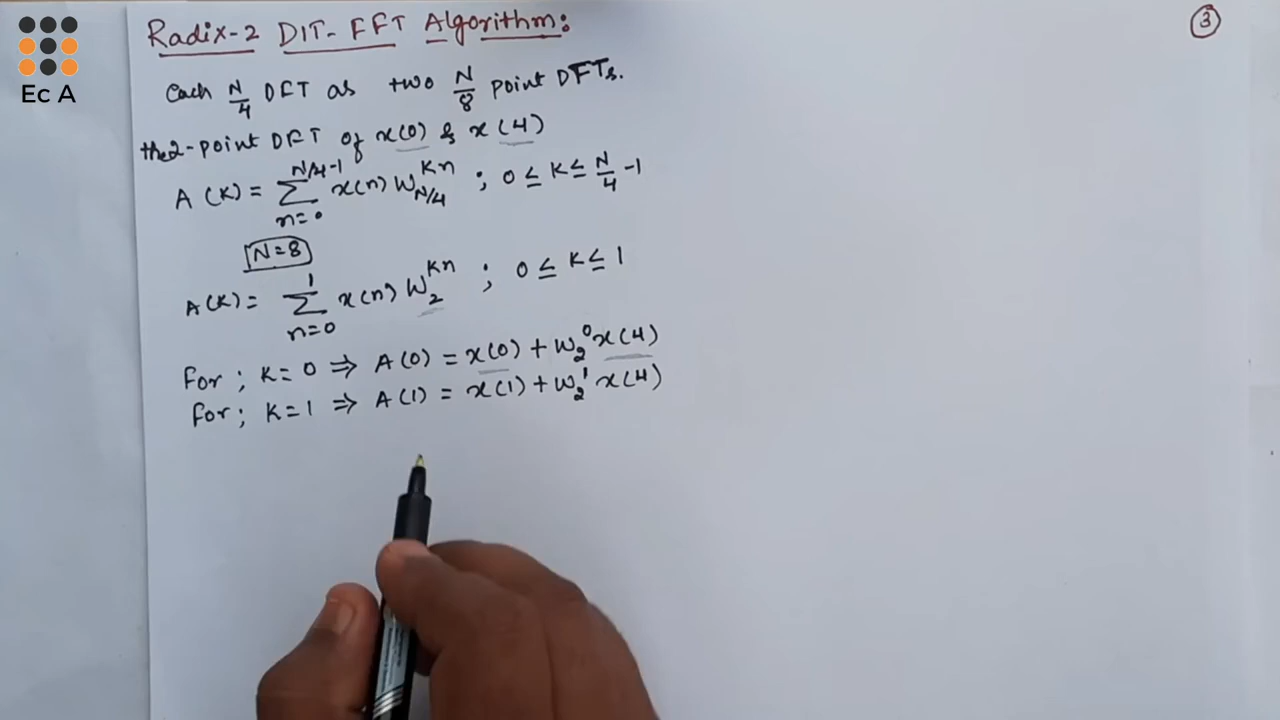 Radix-2 DIT-FFT Algorithm:
3
Ec A
Each N/4 DFT as two N/8 point DFTs.
the 2-point DFT of x(0) & x(4)
A(K) = ∑_{n=0}^{N/4-1} x(n) W_{N/4}^{Kn} ; 0 ≤ K ≤ N/4 -1
N=8
A(K) = ∑_{n=0}^{1} x(n) W_2^{Kn} ; 0 ≤ K ≤ 1
For ; K=0 ⇒ A(0) = x(0) + W_2^0 x(4)
For ; K=1 ⇒ A(1) = x(1) + W_2^1 x(4)